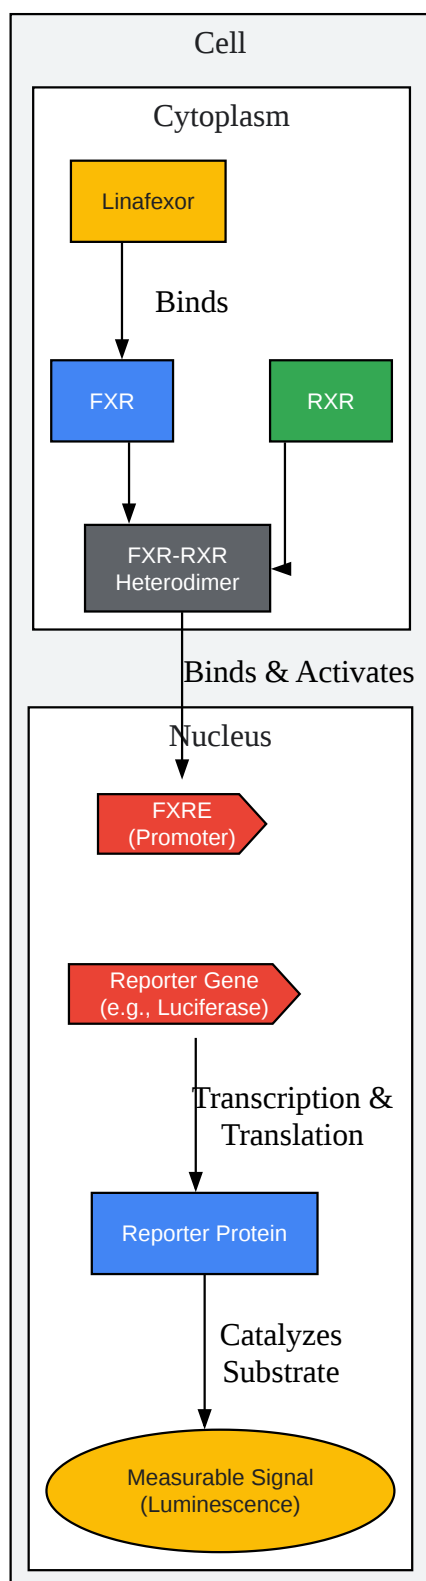 Cell
Cytoplasm
Linafexor
Binds
FXR
RXR
FXR-RXR
Heterodimer
Binds & Activates
Nucleus
FXRE
(Promoter)
Reporter Gene
(e.g., Luciferase)
Transcription &
Translation
Reporter Protein
Catalyzes
Substrate
Measurable Signal
(Luminescence)